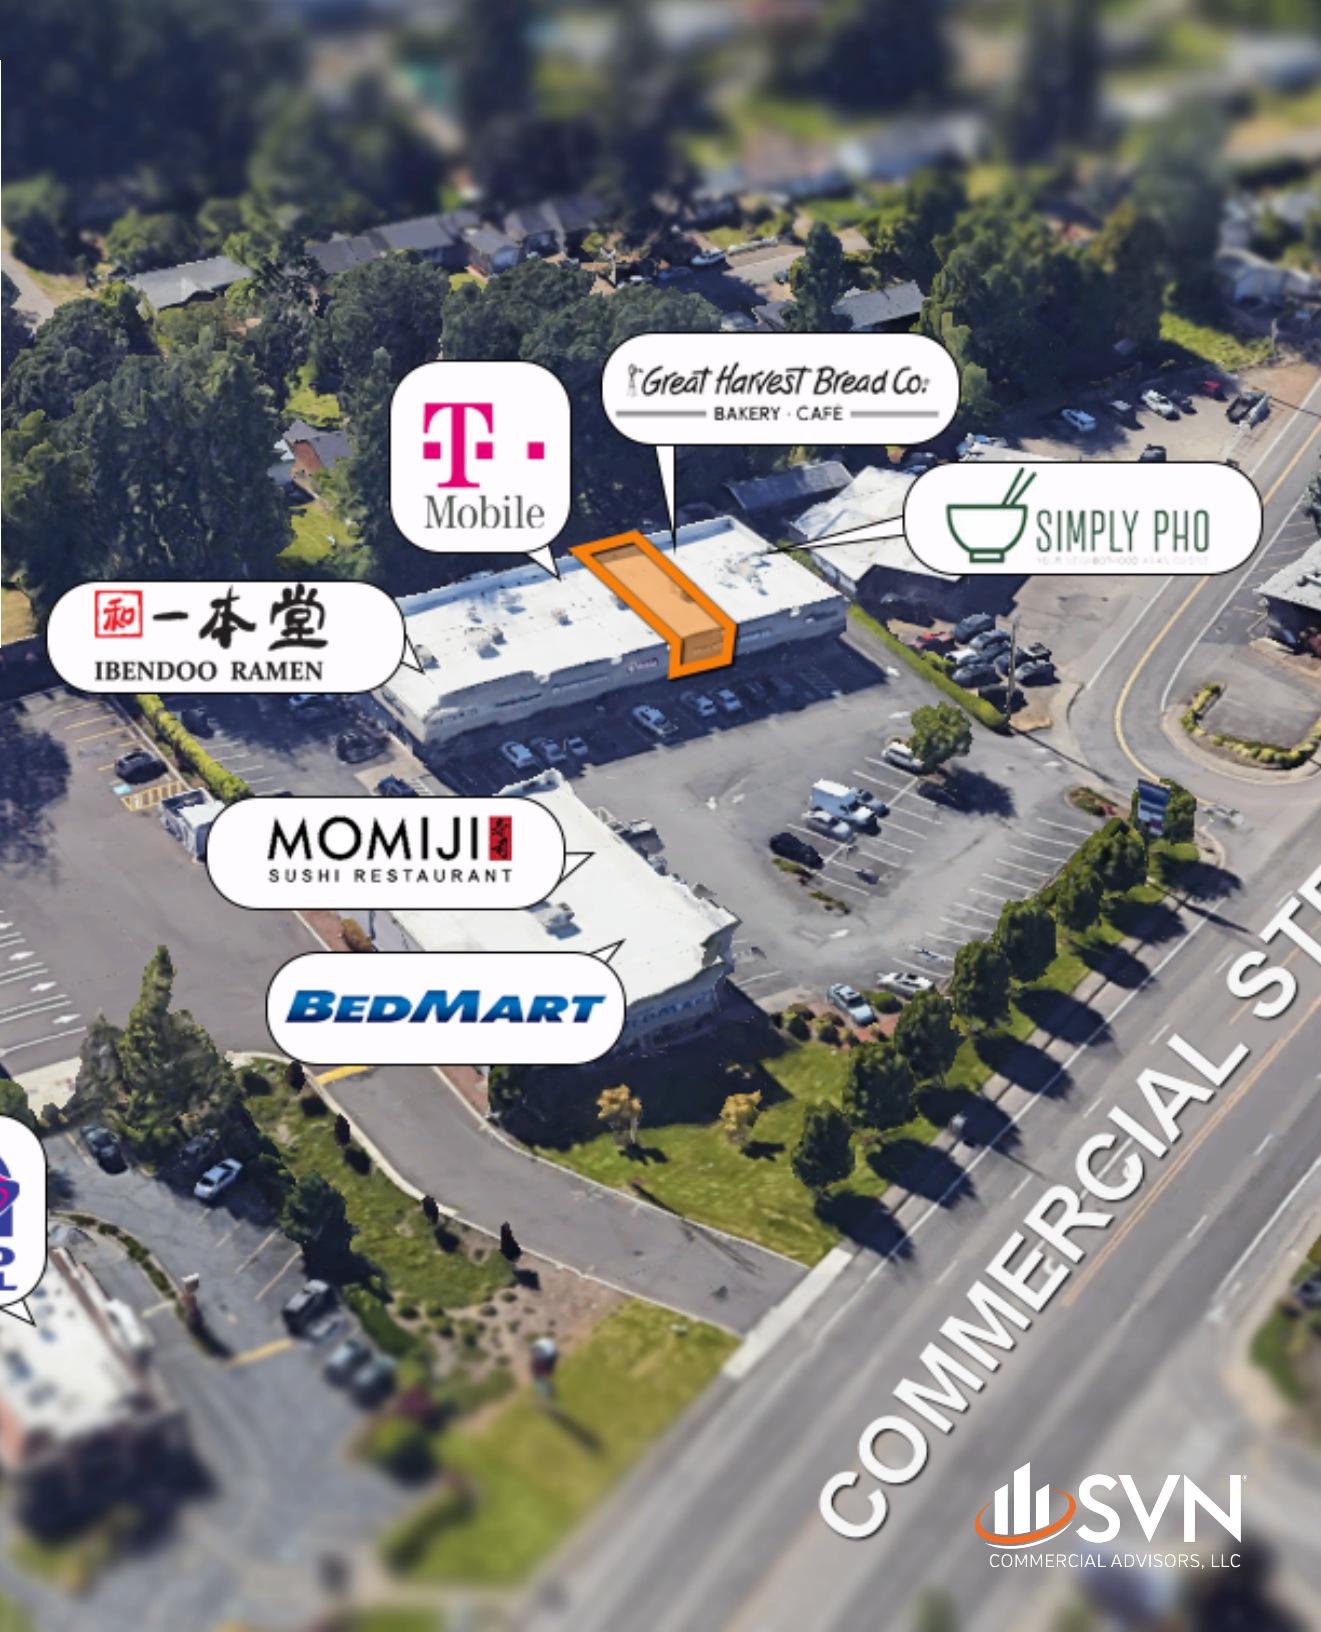 Great Harvest Bread Co.
BAKERY · CAFE
T
Mobile
SIMPLY PHO
和 一本堂
IBENDOO RAMEN
MOMIJI
SUSHI RESTAURANT
BEDMART
COMMERCIAL ST
SVN
COMMERCIAL ADVISORS, LLC